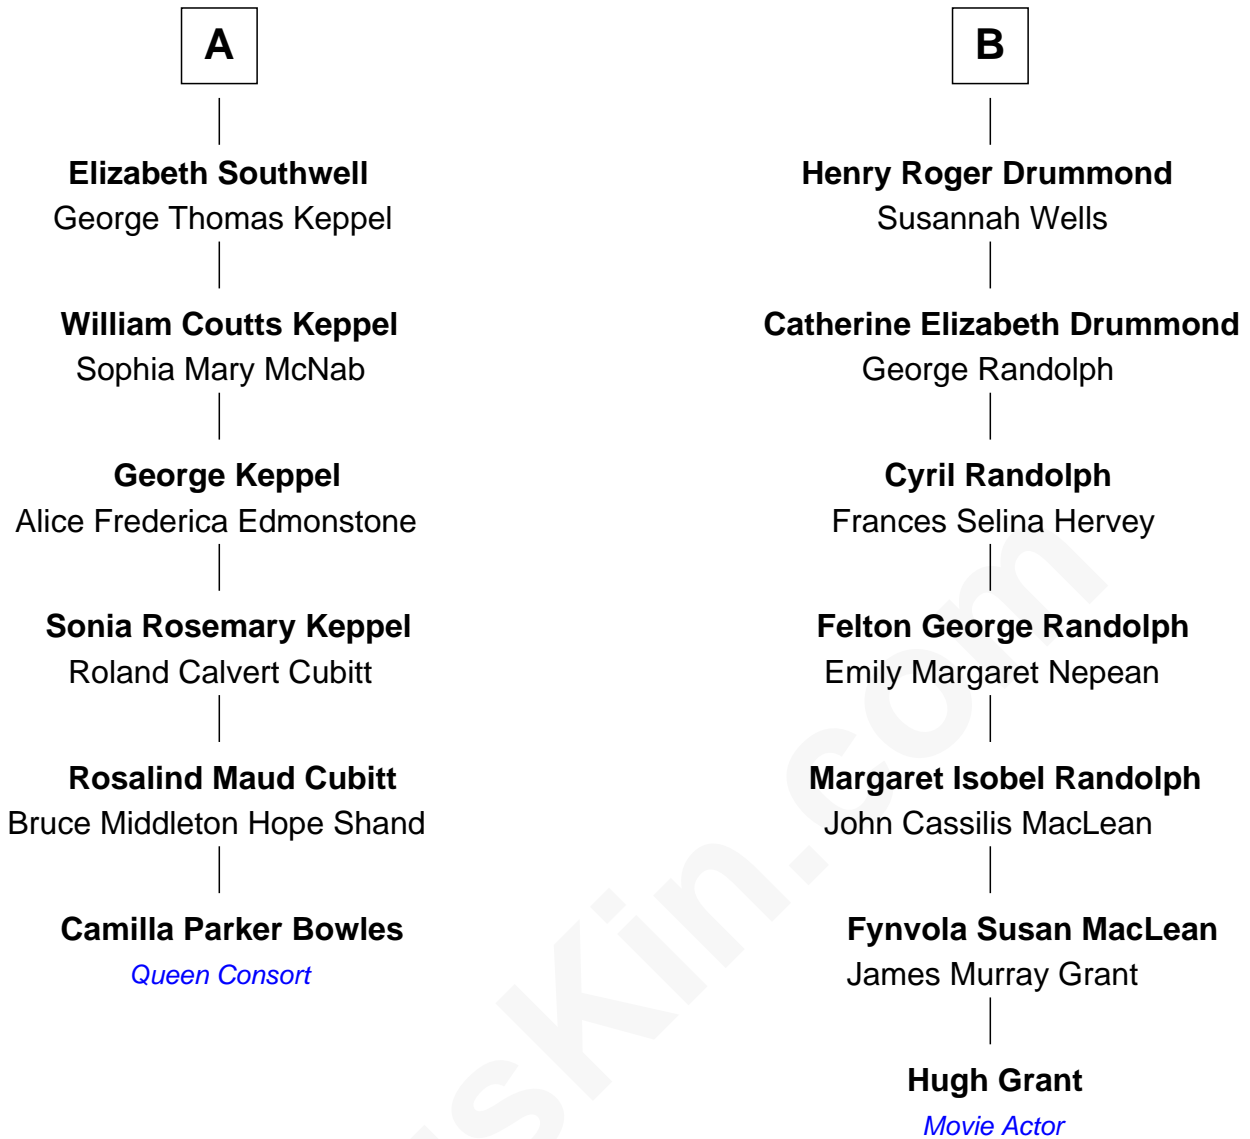 A
Elizabeth Southwell
George Thomas Keppel
William Coutts Keppel
Sophia Mary McNab
George Keppel
Alice Frederica Edmonstone
Sonia Rosemary Keppel
Roland Calvert Cubitt
Rosalind Maud Cubitt
Bruce Middleton Hope Shand
Camilla Parker Bowles
Queen Consort
B
Henry Roger Drummond
Susannah Wells
Catherine Elizabeth Drummond
George Randolph
Cyril Randolph
Frances Selina Hervey
Felton George Randolph
Emily Margaret Nepean
Margaret Isobel Randolph
John Cassilis MacLean
Fynvola Susan MacLean
James Murray Grant
Hugh Grant
Movie Actor
usKin.com